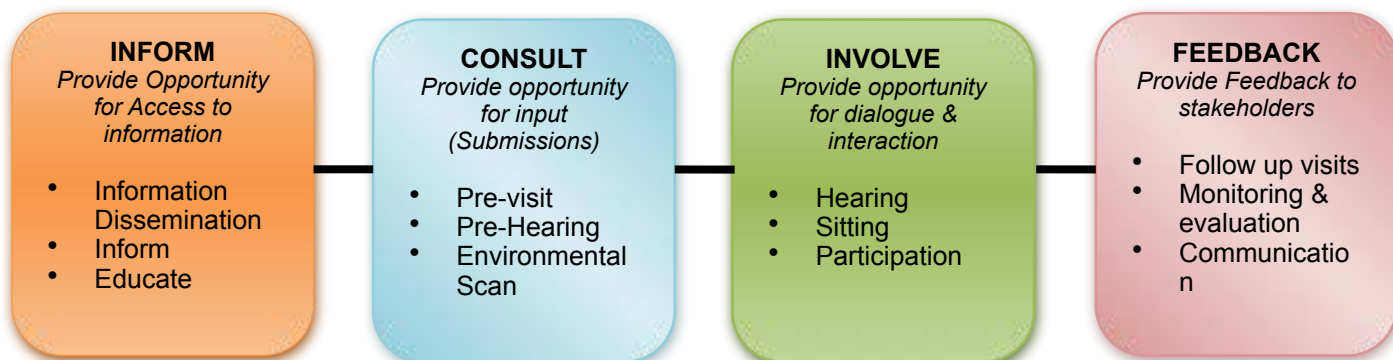 INFORM
Provide Opportunity
for Access to
information
• Information
Dissemination
• Inform
• Educate
CONSULT
Provide opportunity
for input
(Submissions)
• Pre-visit
• Pre-Hearing
• Environmental
Scan
INVOLVE
Provide opportunity
for dialogue &
interaction
• Hearing
• Sitting
• Participation
FEEDBACK
Provide Feedback to
stakeholders
• Follow up visits
• Monitoring &
evaluation
• Communicatio
n